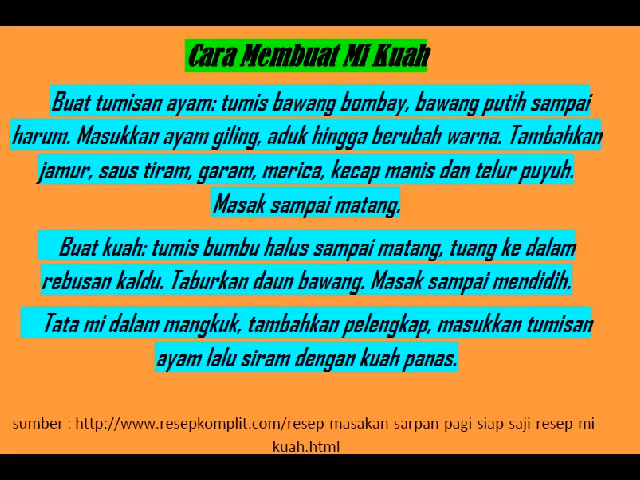 Cara Membuat Mi Kuah
Buat tumisan ayam: tumis bawang bombay, bawang putih sampai
harum. Masukkan ayam giling, aduk hingga berubah warna. Tambahkan
jamur, saus tiram, garam, merica, kecap manis dan telur puyuh.
Masak sampai matang.
Buat kuah: tumis bumbu halus sampai matang, tuang ke dalam
rebusan kaldu. Taburkan daun bawang. Masak sampai mendidih.
Tata mi dalam mangkuk, tambahkan pelengkap, masukkan tumisan
ayam lalu siram dengan kuah panas.
sumber : http://www.resepkomplit.com/resep masakan sarpan pagi siap saji resep mi
kuah.html